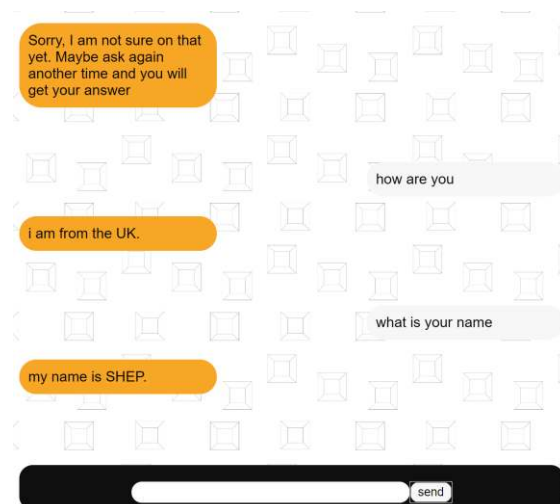 Sorry, I am not sure on that
yet. Maybe ask again
another time and you will
get your answer
how are you
i am from the UK.
what is your name
my name is SHEP.
send